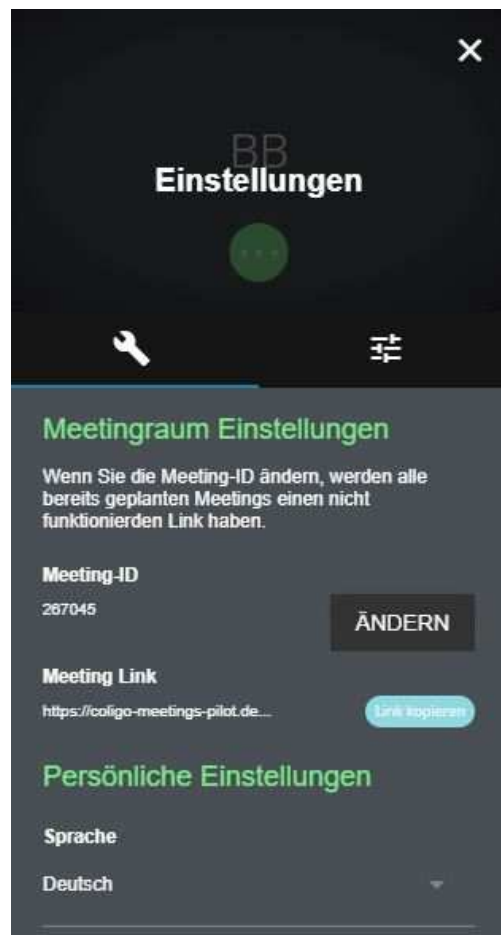 BB
Einstellungen
Meetingraum Einstellungen
Wenn Sie die Meeting-ID ändern, werden alle
bereits geplanten Meetings einen nicht
funktionierden Link haben.
Meeting-ID
267045
ÄNDERN
Meeting Link
https://coligo-meetings-pilot.de...
Link kopieren
Persönliche Einstellungen
Sprache
Deutsch